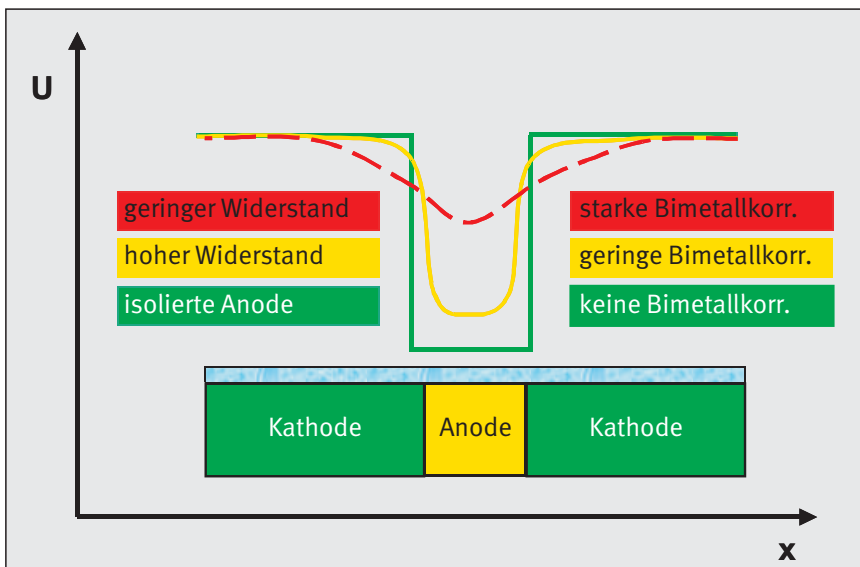 U
geringer Widerstand
hoher Widerstand
isolierte Anode
starke Bimetallkorr.
geringe Bimetallkorr.
keine Bimetallkorr.
Kathode
Anode
Kathode
x